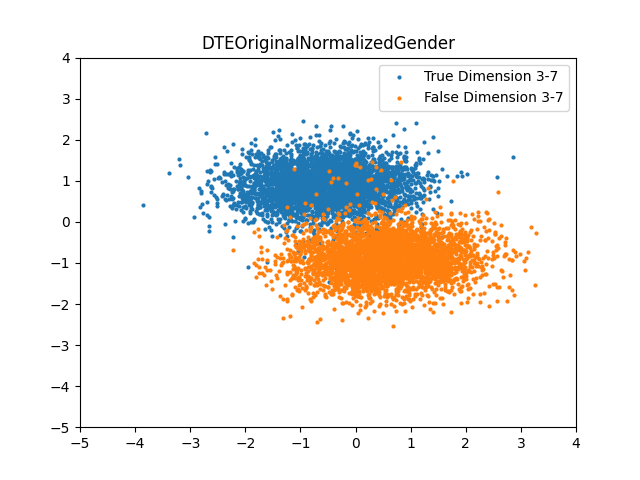 DTEOriginalNormalizedGender
True Dimension 3-7
False Dimension 3-7
4
3
2
1
0
−1
−2
−3
−4
−5
−5 −4 −3 −2 −1 0 1 2 3 4